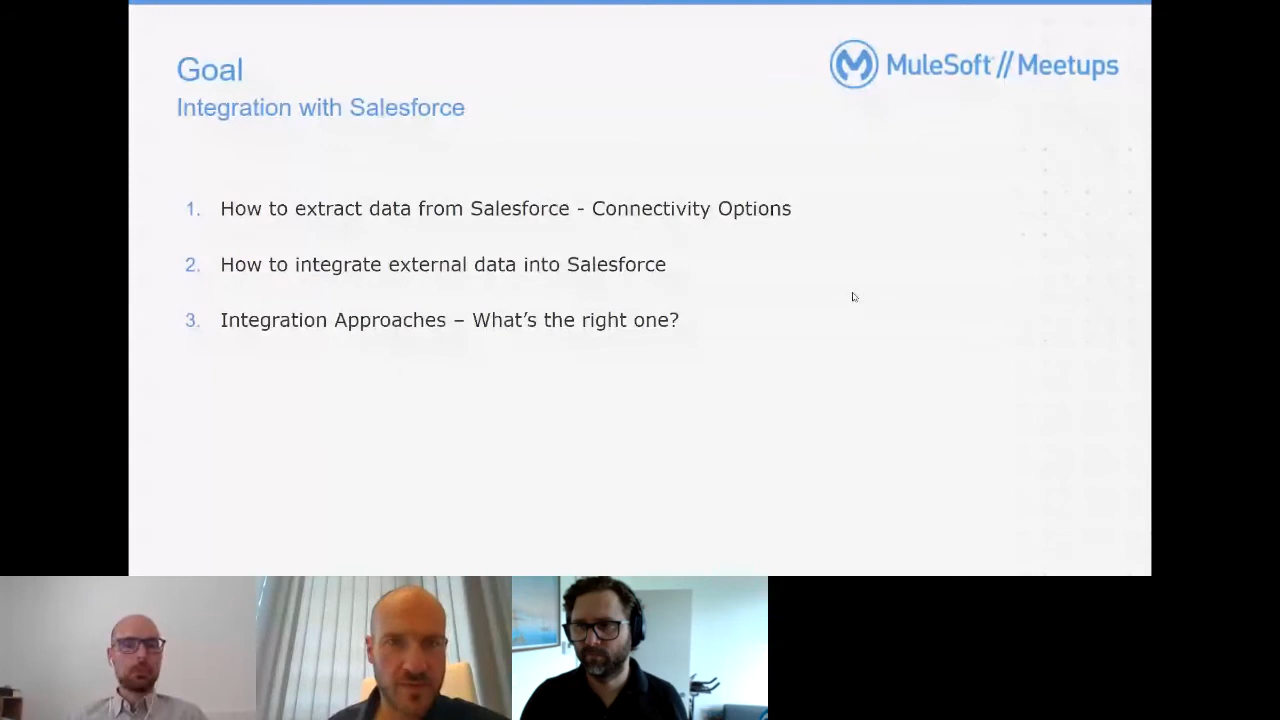 Goal
MuleSoft // Meetups
Integration with Salesforce
1. How to extract data from Salesforce - Connectivity Options
2. How to integrate external data into Salesforce
3. Integration Approaches – What's the right one?